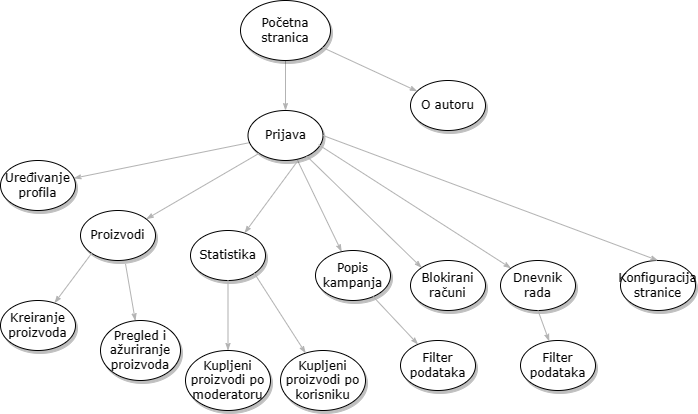 Početna
stranica
O autoru
Prijava
Uređivanje
profila
Proizvodi
Statistika
Popis
kampanja
Blokirani
računi
Dnevnik
rada
Konfiguracija
stranice
Kreiranje
proizvoda
Pregled i
ažuriranje
proizvoda
Kupljeni
proizvodi po
moderatoru
Kupljeni
proizvodi po
korisniku
Filter
podataka
Filter
podataka